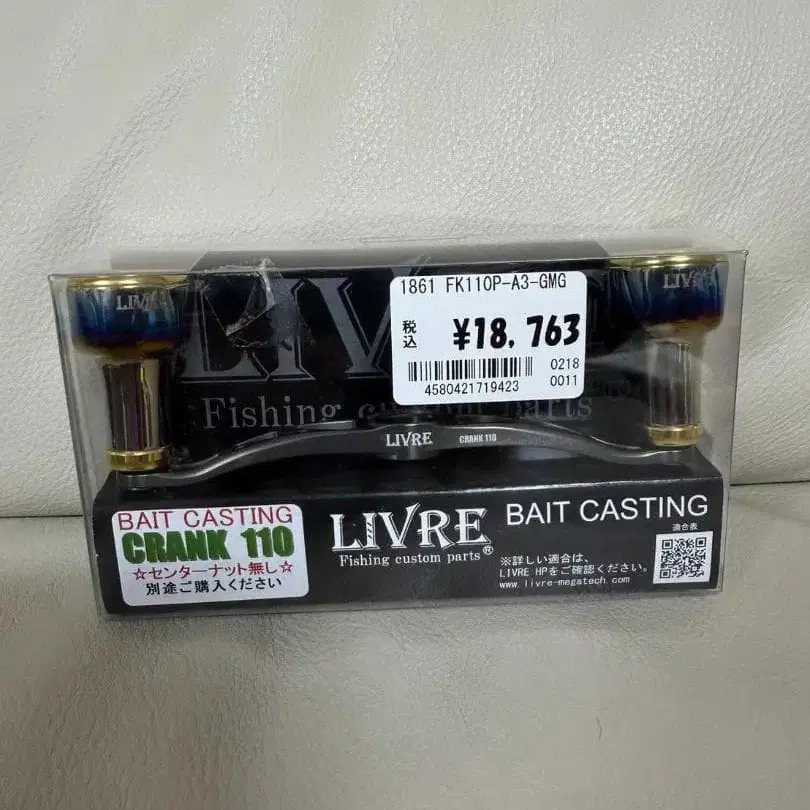 LIVRE
LIVRE
1861 FK110P-A3-GMG
税込 ¥18,763
0218
4580421719423 0011
LIV
Fishing custom parts
LIVRE CRANK 110
BAIT CASTING
CRANK 110
☆センターナット無し☆
別途ご購入ください
LIVRE
Fishing custom parts®
BAIT CASTING
適合表
※詳しい適合は、
LIVRE HPをご確認ください。
www.livre-megatech.com